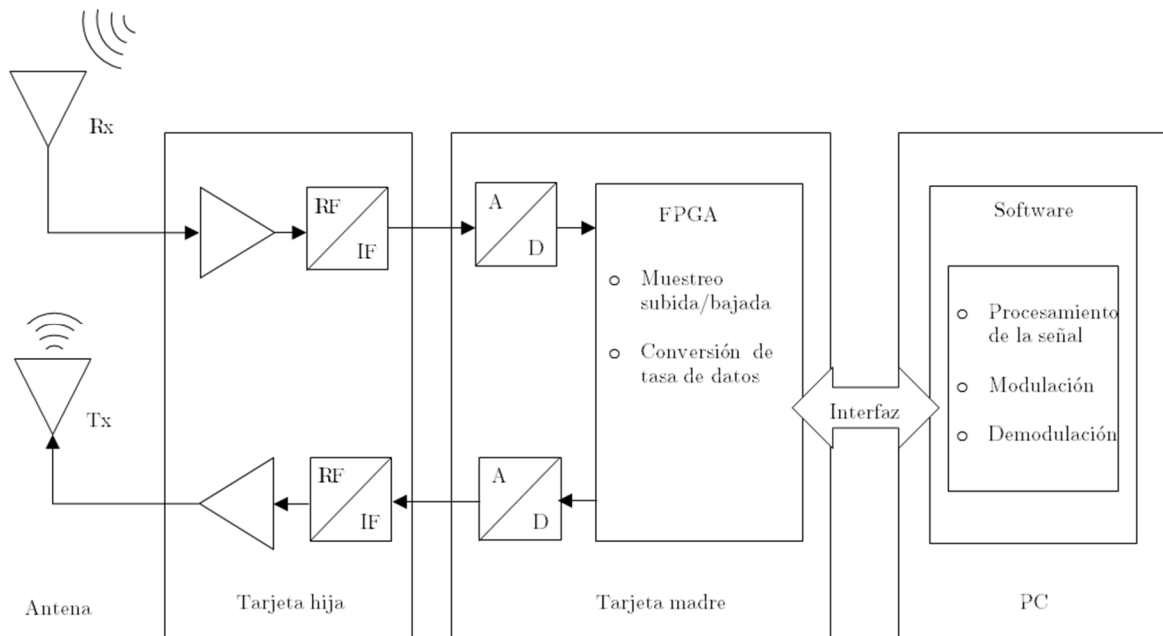 Rx
RF
IF
A
D
FPGA
o Muestreo
subida/bajada
o Conversión de
tasa de datos
Software
o Procesamiento
de la señal
o Modulación
o Demodulación
Interfaz
Tx
RF
IF
A
D
Antena
Tarjeta hija
Tarjeta madre
PC